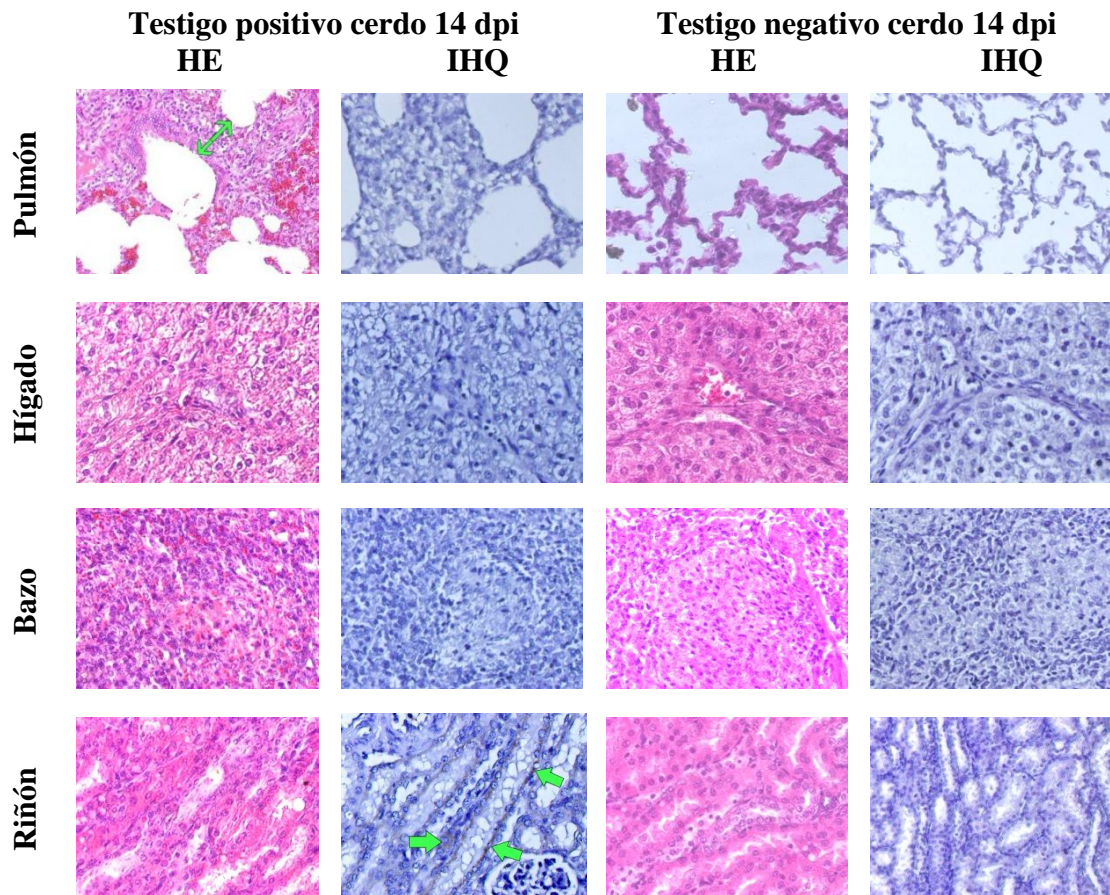 Testigo positivo cerdo 14 dpi
Testigo negativo cerdo 14 dpi
HE
IHQ
HE
IHQ
Pulmón
Hígado
Bazo
Riñón